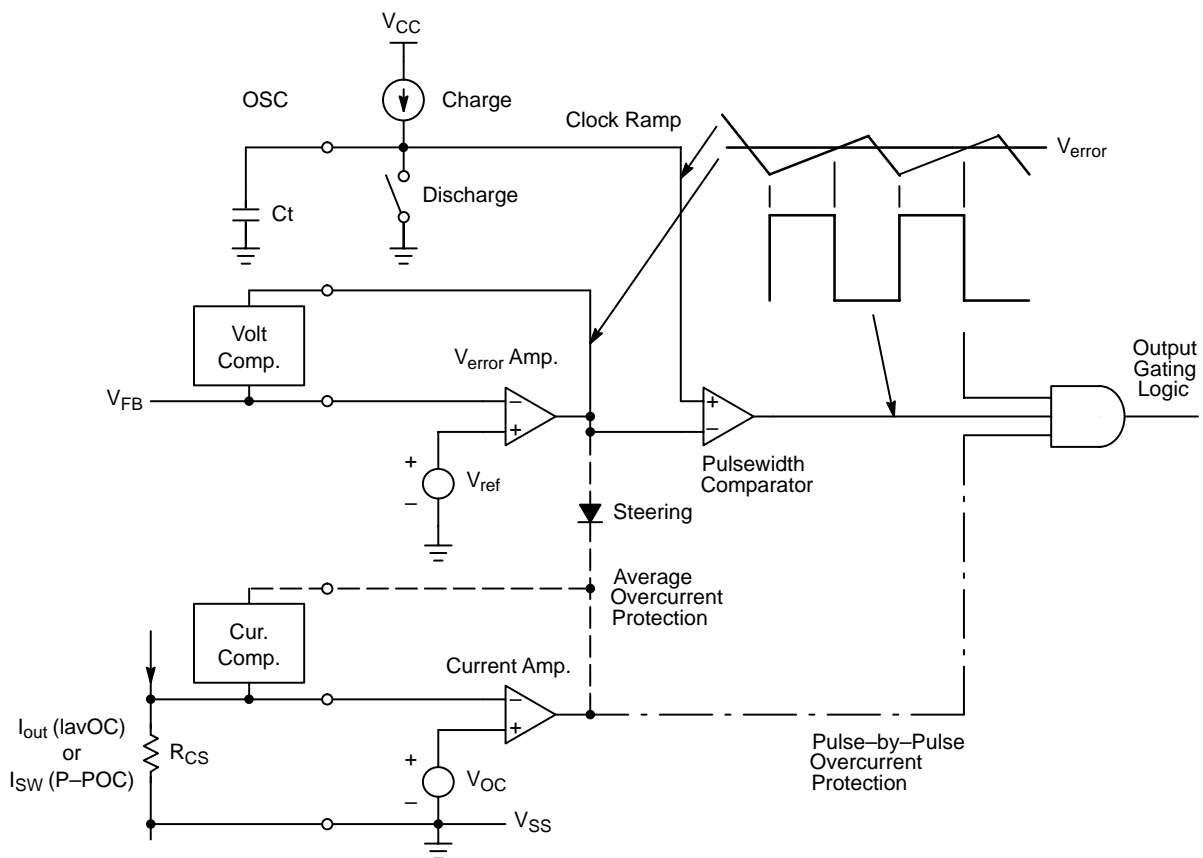 VCC
OSC
Charge
Clock Ramp
Verror
Discharge
Ct
Volt
Comp.
Verror Amp.
Output
Gating
Logic
VFB
−
+
+
−
+
−
Vref
Pulsewidth
Comparator
Steering
Average
Overcurrent
Protection
Cur.
Comp.
Current Amp.
−
+
Iout (lavOC)
or
ISW (P–POC)
RCS
+
−
VOC
Pulse–by–Pulse
Overcurrent
Protection
VSS